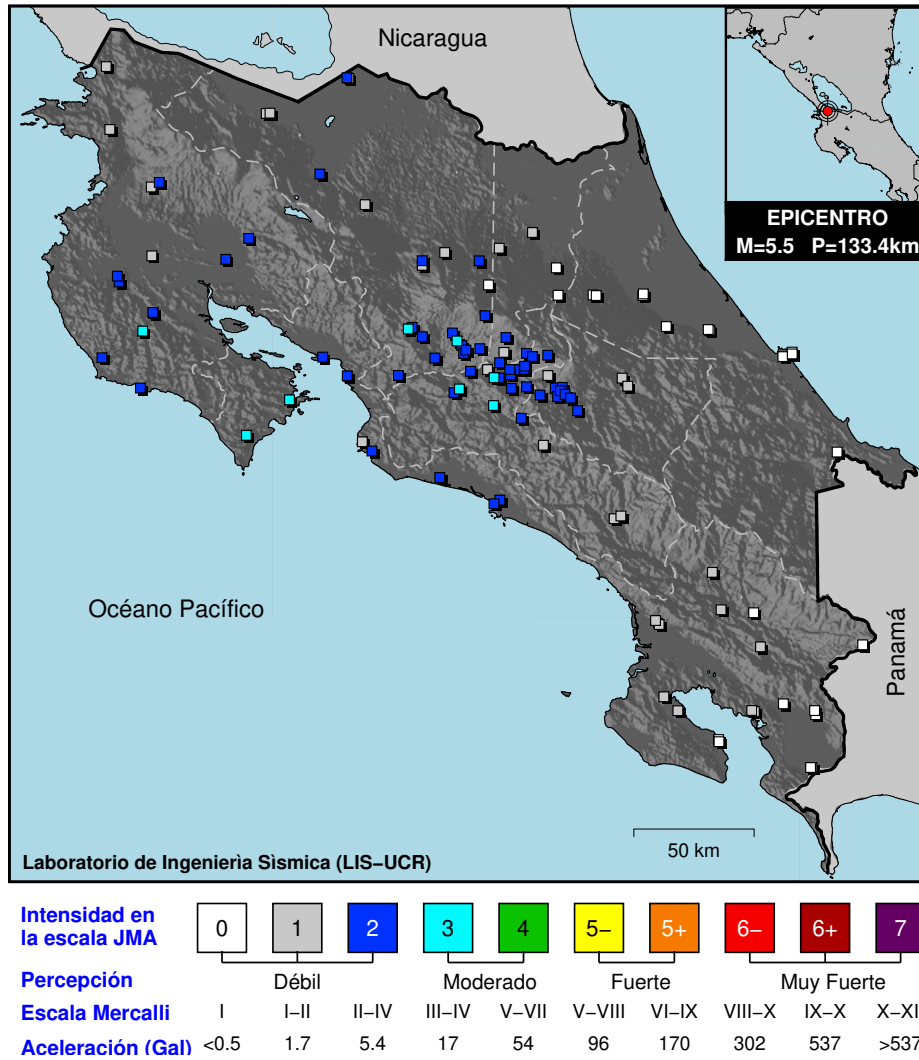 Nicaragua
EPICENTRO
M=5.5 P=133.4km
Océano Pacífico
Panamá
50 km
Laboratorio de Ingenierìa Sìsmica (LIS−UCR)
Intensidad en
la escala JMA
0 1 2 3 4 5− 5+ 6− 6+ 7
Percepción Débil Moderado Fuerte Muy Fuerte
Escala Mercalli I I−II II−IV III−IV V−VII V−VIII VI−IX VIII−X IX−X X−XI
Aceleración (Gal) <0.5 1.7 5.4 17 54 96 170 302 537 >537